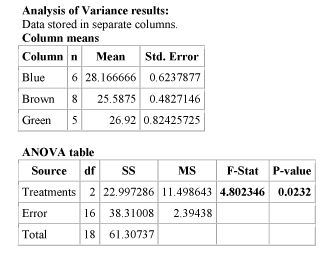 Analysis of Variance results:
Data stored in separate columns.
Column means
Column n Mean Std. Error
Blue 6 28.166666 0.6237877
Brown 8 25.5875 0.4827146
Green 5 26.92 0.82425725
ANOVA table
Source df SS MS F-Stat P-value
Treatments 2 22.997286 11.498643 4.802346 0.0232
Error 16 38.31008 2.39438
Total 18 61.30737